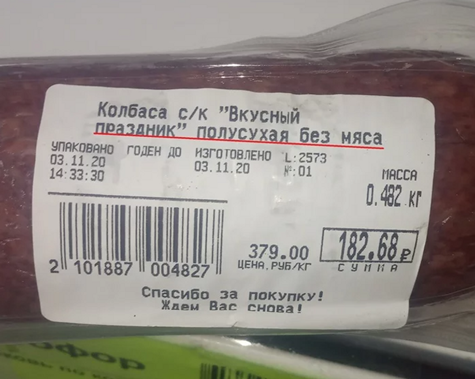 Колбаса с/к "Вкусный
праздник" полусухая без мяса
УПАКОВАНО ГОДЕН ДО ИЗГОТОВЛЕНО L:2573
03.11.20 03.11.20 №:01
14:33:30
МАССА
0.482 КГ
379.00 182.68 ₽
ЦЕНА, РУБ/КГ СУММА
2 101887 004827
Спасибо за покупку!
Ждем Вас снова!